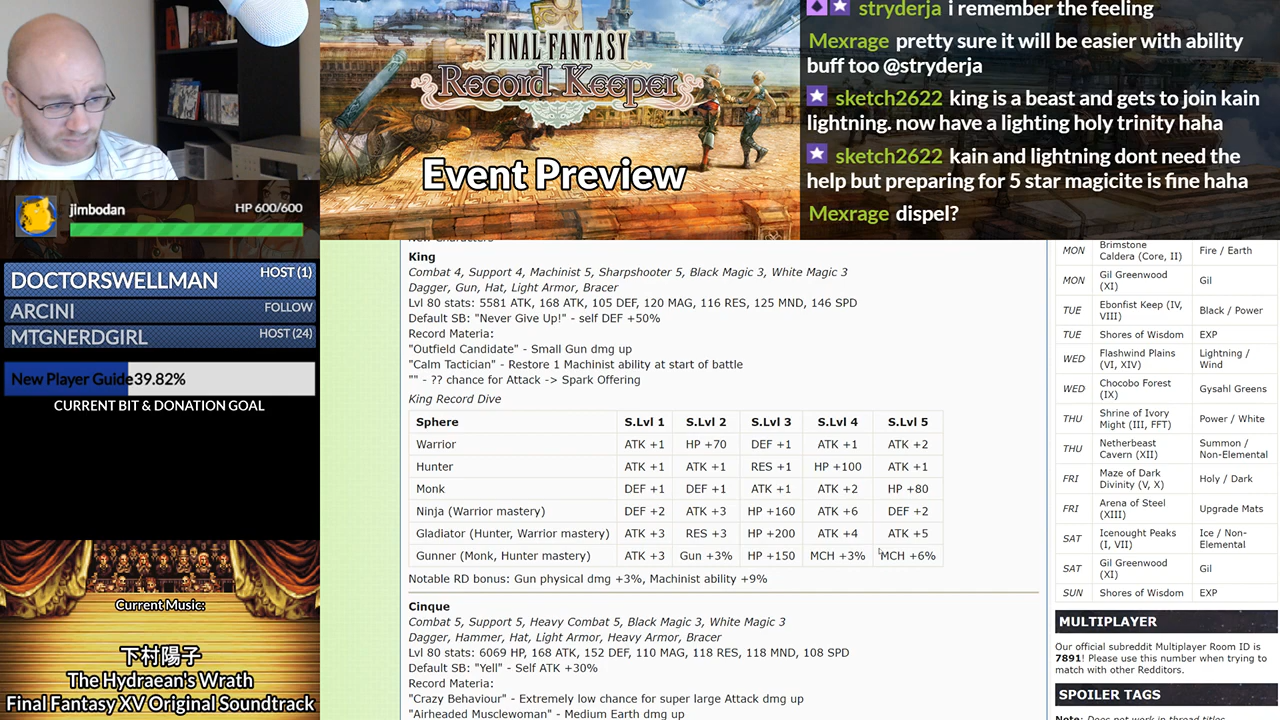 jimbodan
HP 600/600
DOCTORSWELLMAN
HOST (1)
ARCINI
FOLLOW
MTGNERDGIRL
HOST (24)
New Player Guide39.82%
CURRENT BIT & DONATION GOAL
Current Music:
下村陽子
The Hydraean's Wrath
Final Fantasy XV Original Soundtrack
FINAL FANTASY
Record Keeper
Event Preview
stryderja i remember the feeling
Mexrage pretty sure it will be easier with ability
buff too @stryderja
sketch2622 king is a beast and gets to join kain
lightning. now have a lighting holy trinity haha
sketch2622 kain and lightning dont need the
help but preparing for 5 star magicite is fine haha
Mexrage dispel?
King
Combat 4, Support 4, Machinist 5, Sharpshooter 5, Black Magic 3, White Magic 3
Dagger, Gun, Hat, Light Armor, Bracer
Lvl 80 stats: 5581 ATK, 168 ATK, 105 DEF, 120 MAG, 116 RES, 125 MND, 146 SPD
Default SB: "Never Give Up!" - self DEF +50%
Record Materia:
"Outfield Candidate" - Small Gun dmg up
"Calm Tactician" - Restore 1 Machinist ability at start of battle
"" - ?? chance for Attack -> Spark Offering
King Record Dive
Sphere S.Lvl 1 S.Lvl 2 S.Lvl 3 S.Lvl 4 S.Lvl 5
Warrior ATK +1 HP +70 DEF +1 ATK +1 ATK +2
Hunter ATK +1 ATK +1 RES +1 HP +100 ATK +1
Monk DEF +1 DEF +1 ATK +1 ATK +2 HP +80
Ninja (Warrior mastery) DEF +2 ATK +3 HP +160 ATK +6 DEF +2
Gladiator (Hunter, Warrior mastery) ATK +3 RES +3 HP +200 ATK +4 ATK +5
Gunner (Monk, Hunter mastery) ATK +3 Gun +3% HP +150 MCH +3% MCH +6%
Notable RD bonus: Gun physical dmg +3%, Machinist ability +9%
Cinque
Combat 5, Support 5, Heavy Combat 5, Black Magic 3, White Magic 3
Dagger, Hammer, Hat, Light Armor, Heavy Armor, Bracer
Lvl 80 stats: 6069 HP, 168 ATK, 152 DEF, 110 MAG, 118 RES, 118 MND, 108 SPD
Default SB: "Yell" - Self ATK +30%
Record Materia:
"Crazy Behaviour" - Extremely low chance for super large Attack dmg up
"Airheaded Musclewoman" - Medium Earth dmg up
MON Brimstone Caldera (Core, II) Fire / Earth
MON Gil Greenwood (XI) Gil
TUE Ebonfist Keep (IV, VIII) Black / Power
TUE Shores of Wisdom EXP
WED Flashwind Plains (VI, XIV) Lightning / Wind
WED Chocobo Forest (IX) Gysahl Greens
THU Shrine of Ivory Might (III, FFT) Power / White
THU Netherbeast Cavern (XII) Summon / Non-Elemental
FRI Maze of Dark Divinity (V, X) Holy / Dark
FRI Arena of Steel (XIII) Upgrade Mats
SAT Icenought Peaks (I, VII) Ice / Non-Elemental
SAT Gil Greenwood (XI) Gil
SUN Shores of Wisdom EXP
MULTIPLAYER
Our official subreddit Multiplayer Room ID is
7891! Please use this number when trying to
match with other Redditors.
SPOILER TAGS
Note: Does not work in thread titles